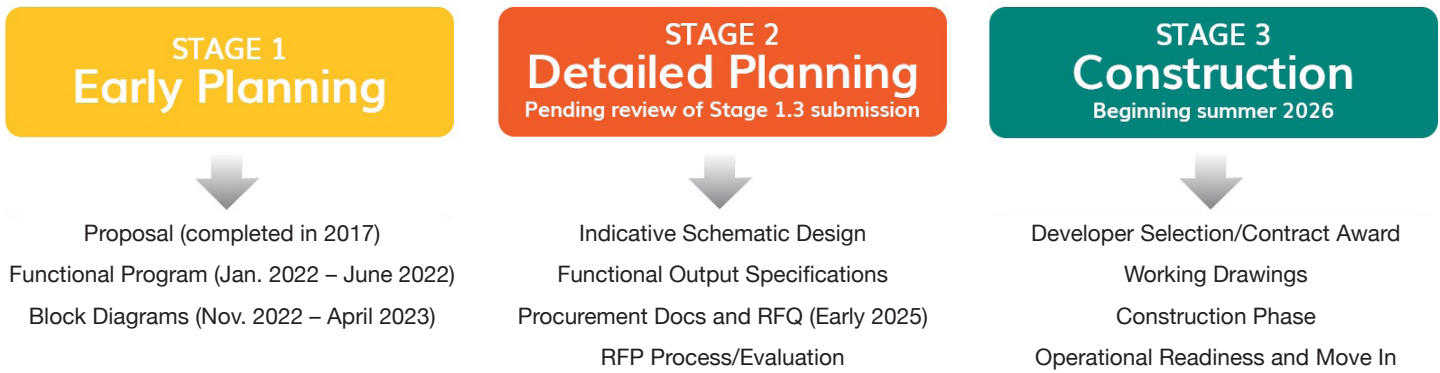 STAGE 1
Early Planning
Proposal (completed in 2017)
Functional Program (Jan. 2022 – June 2022)
Block Diagrams (Nov. 2022 – April 2023)
STAGE 2
Detailed Planning
Pending review of Stage 1.3 submission
Indicative Schematic Design
Functional Output Specifications
Procurement Docs and RFQ (Early 2025)
RFP Process/Evaluation
STAGE 3
Construction
Beginning summer 2026
Developer Selection/Contract Award
Working Drawings
Construction Phase
Operational Readiness and Move In